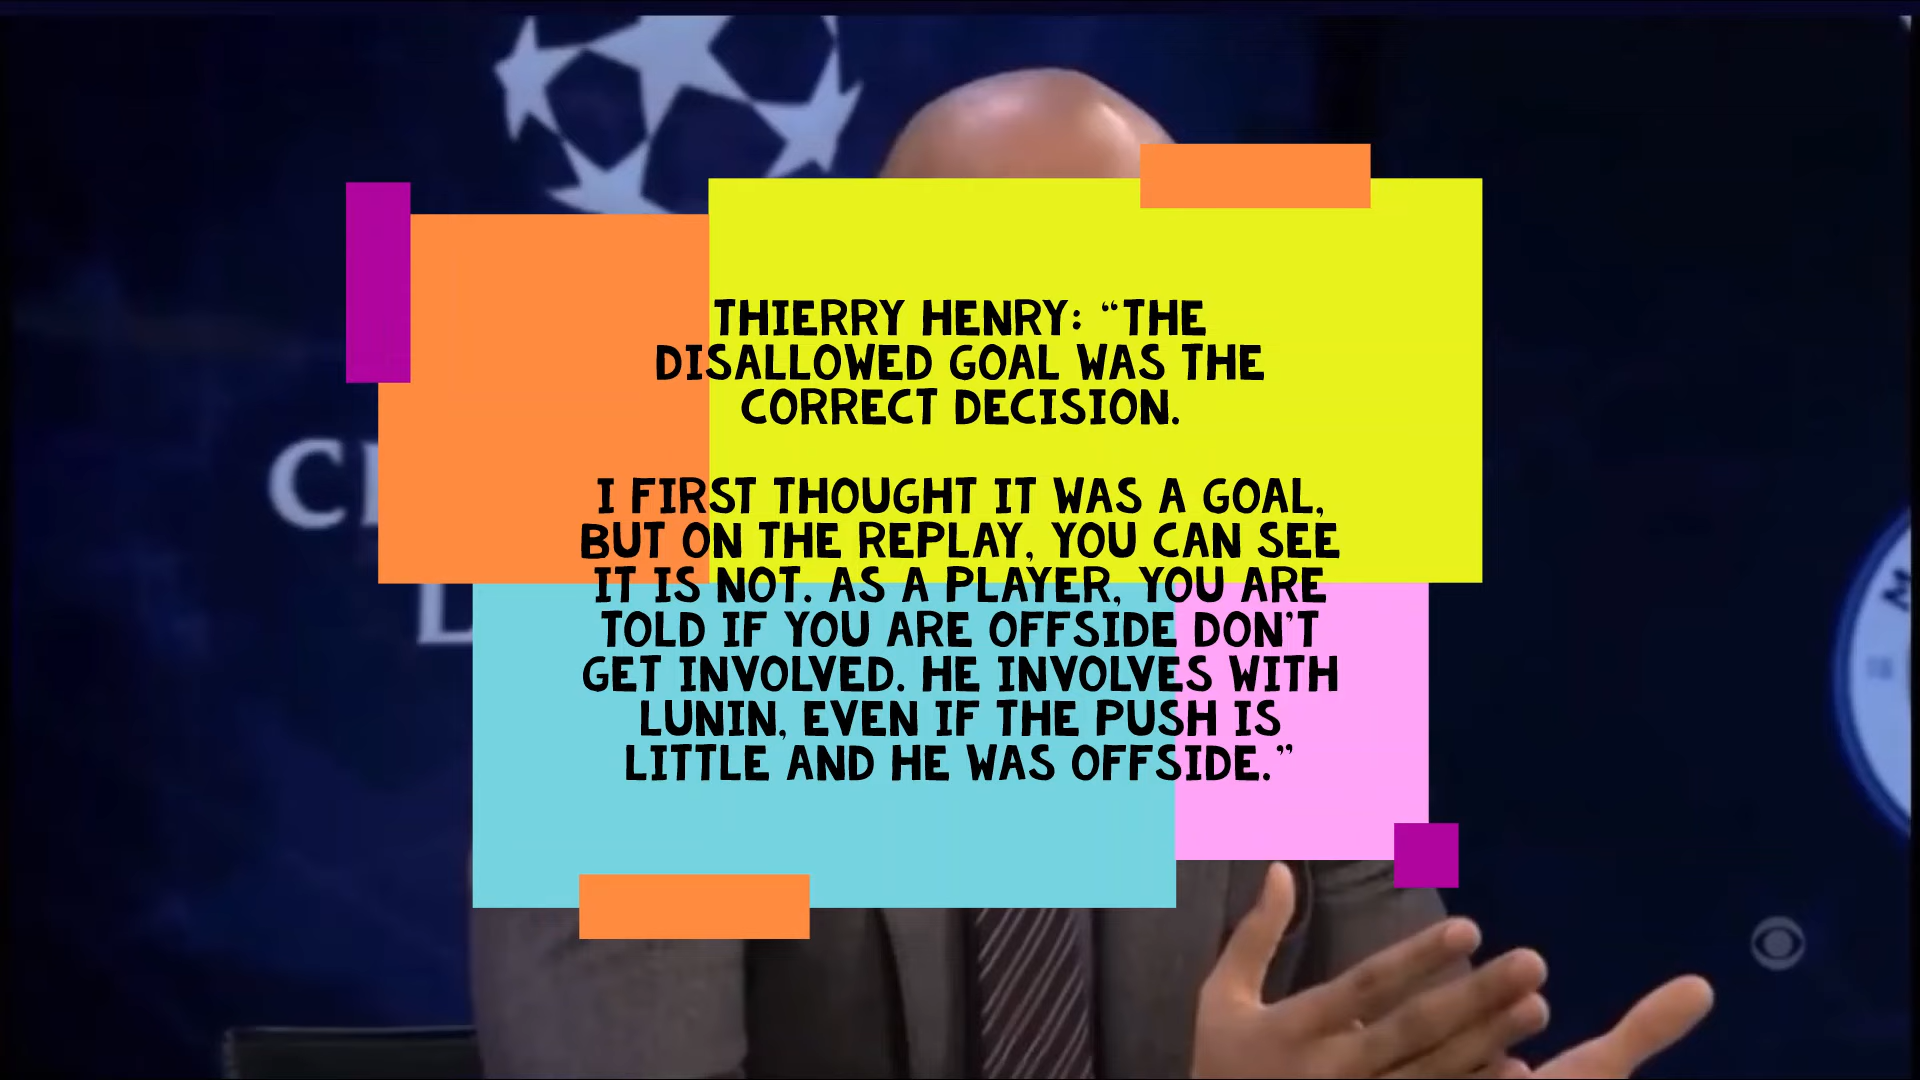 THIERRY HENRY: “THE
DISALLOWED GOAL WAS THE
CORRECT DECISION.
I FIRST THOUGHT IT WAS A GOAL,
BUT ON THE REPLAY, YOU CAN SEE
IT IS NOT. AS A PLAYER, YOU ARE
TOLD IF YOU ARE OFFSIDE DON’T
GET INVOLVED. HE INVOLVES WITH
LUNIN, EVEN IF THE PUSH IS
LITTLE AND HE WAS OFFSIDE.”